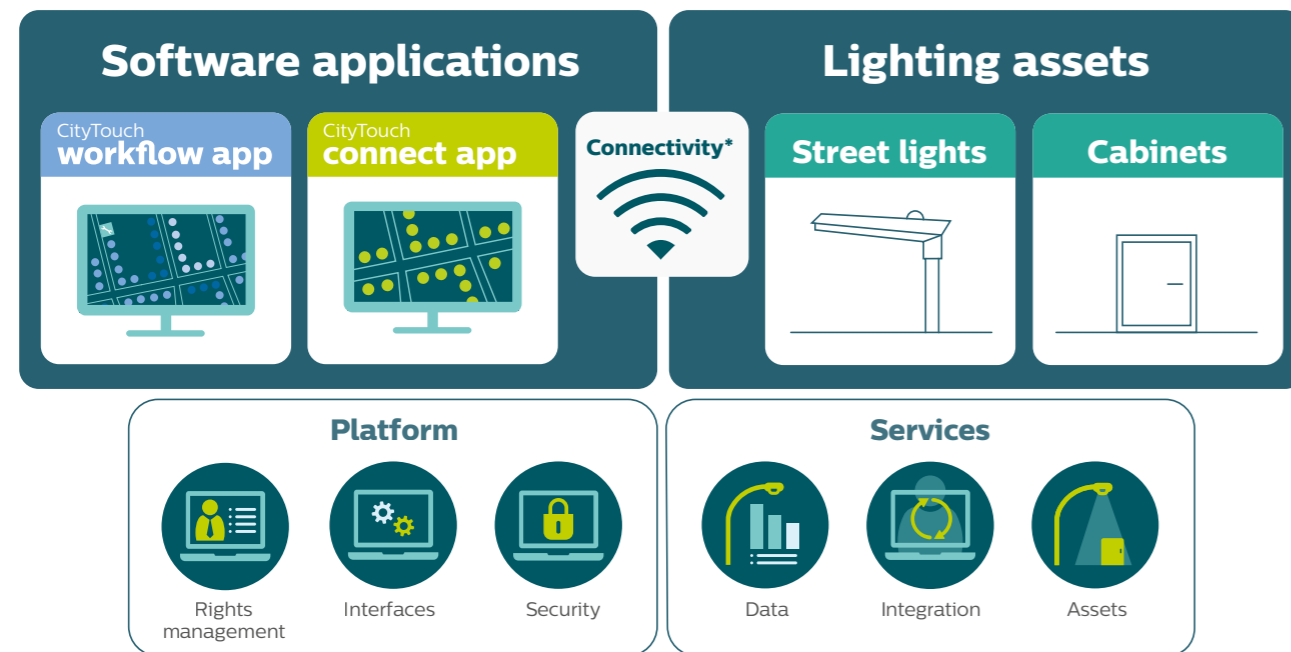 Software applications
CityTouch
workflow app
CityTouch
connect app
Connectivity*
Lighting assets
Street lights
Cabinets
Platform
Rights
management
Interfaces
Security
Services
Data
Integration
Assets